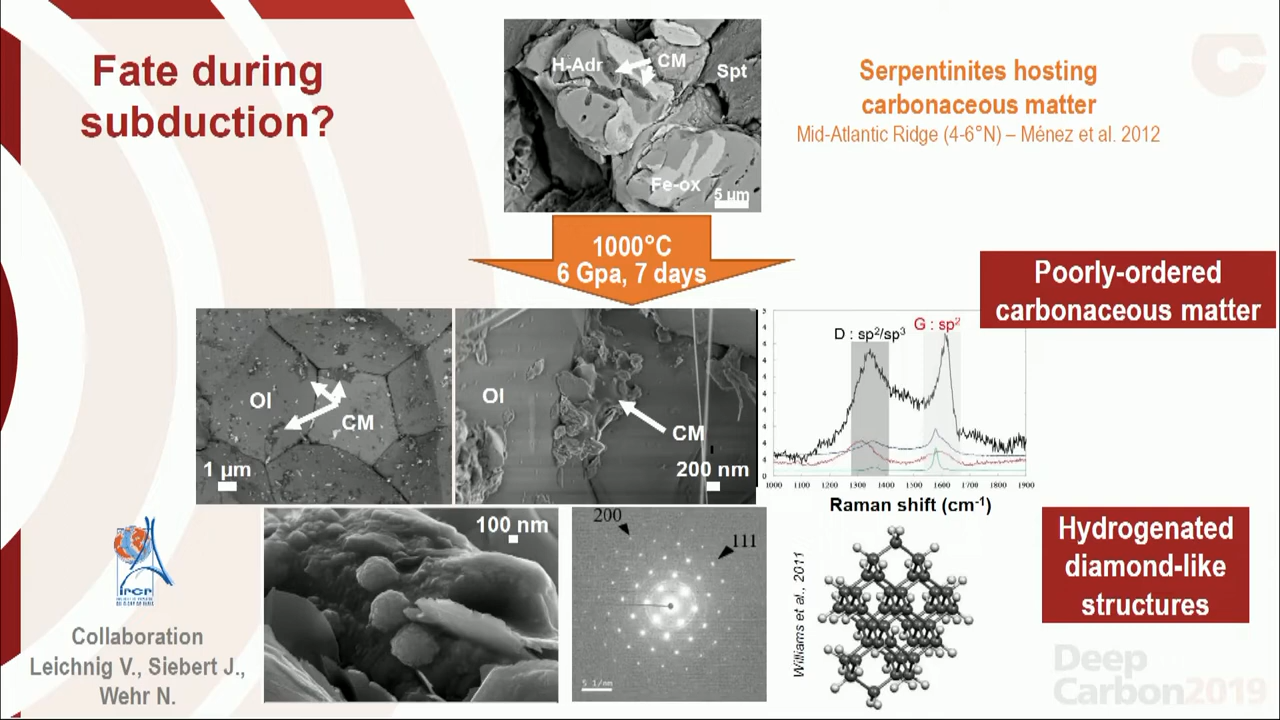 Fate during
subduction?
H-Adr
CM
Spt
Fe-ox
5 µm
Serpentinites hosting
carbonaceous matter
Mid-Atlantic Ridge (4-6°N) – Ménez et al. 2012
1000°C
6 Gpa, 7 days
Poorly-ordered
carbonaceous matter
Ol
CM
1 µm
Ol
CM
200 nm
D : sp²/sp³
G : sp²
1000 1100 1200 1300 1400 1500 1600 1700 1800 1900
Raman shift (cm⁻¹)
100 nm
200
111
5 1/nm
Williams et al., 2011
Hydrogenated
diamond-like
structures
IPGP
Collaboration
Leichnig V., Siebert J.,
Wehr N.
Deep
Carbon2019